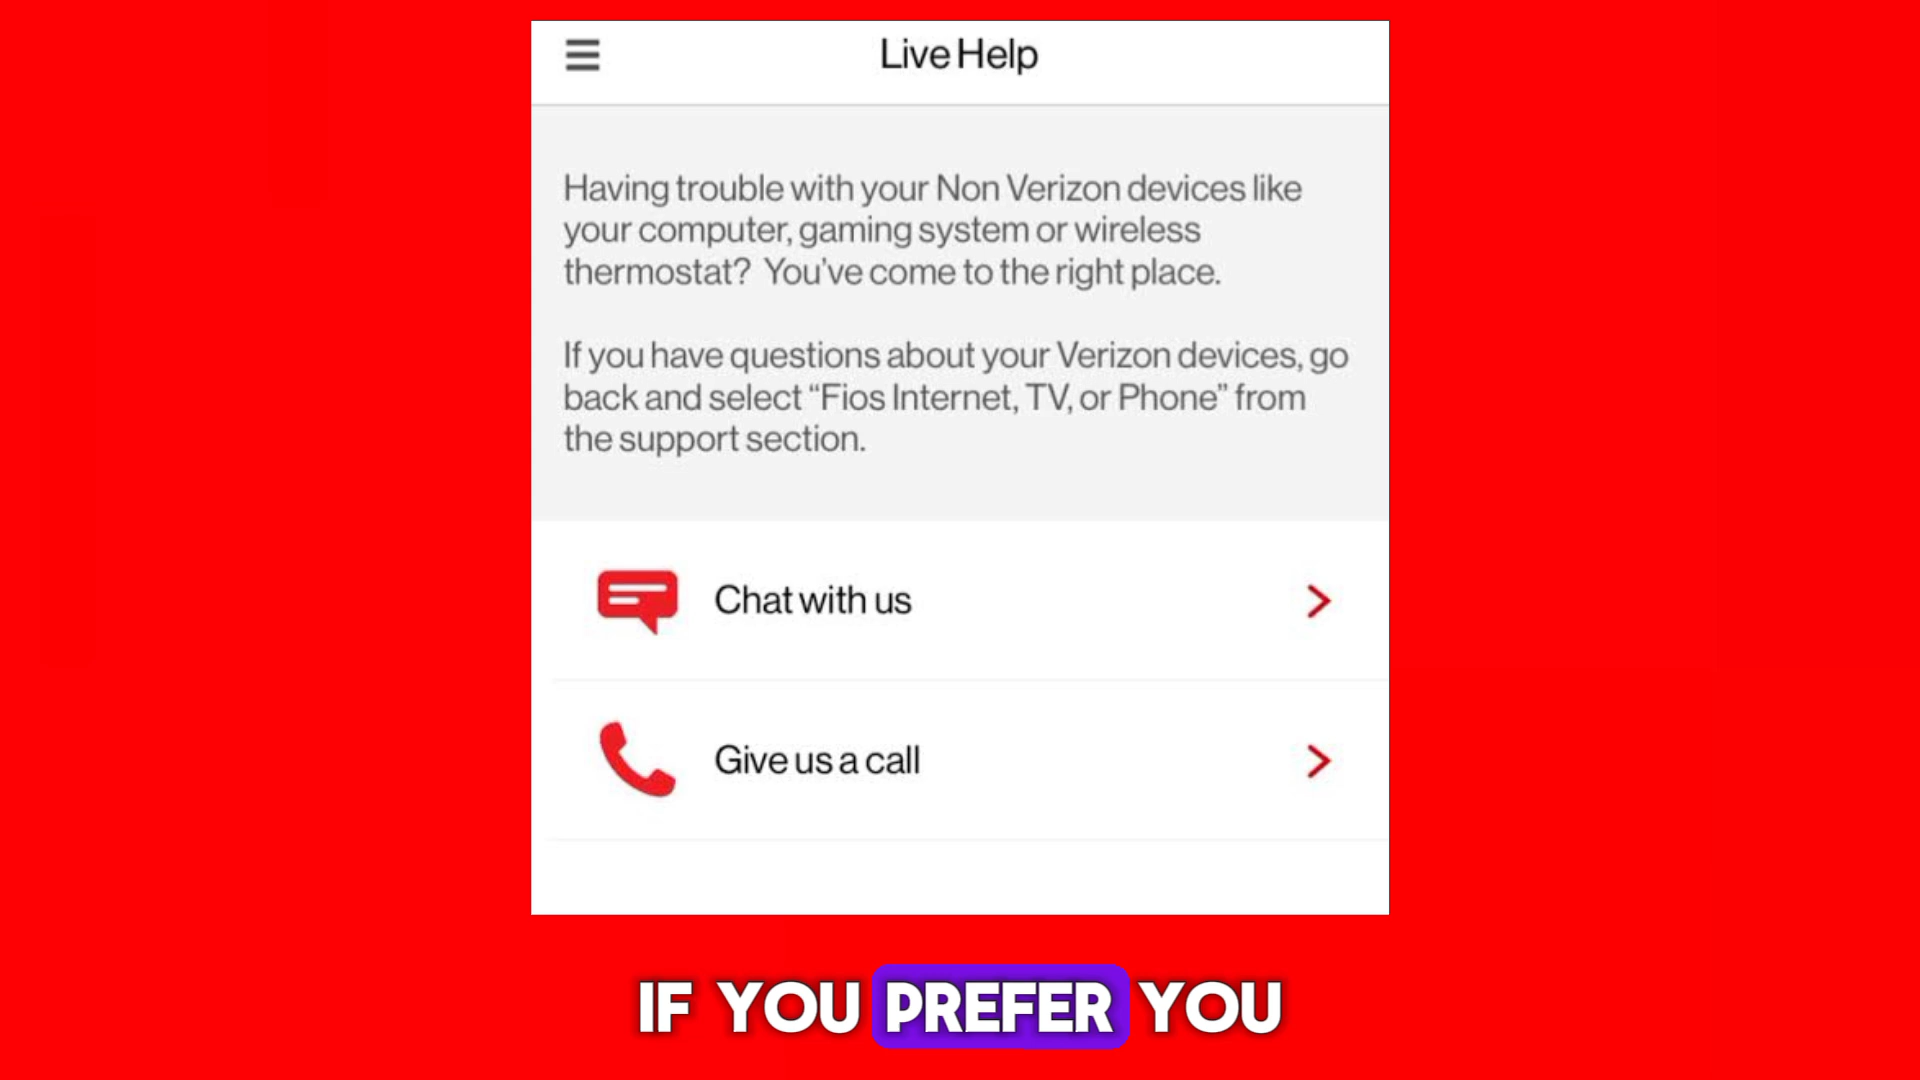 Live Help
Having trouble with your Non Verizon devices like
your computer, gaming system or wireless
thermostat? You've come to the right place.
If you have questions about your Verizon devices, go
back and select “Fios Internet, TV, or Phone” from
the support section.
Chat with us
Give us a call
IF YOU PREFER YOU